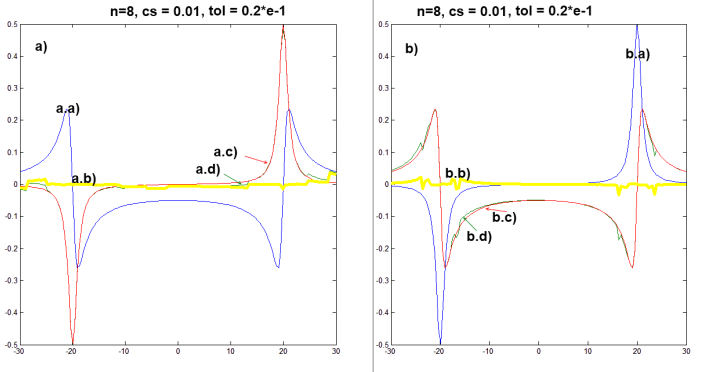 n=8, cs = 0.01, tol = 0.2*e-1
a)
a.a)
a.b)
a.c)
a.d)
0.5
0.4
0.3
0.2
0.1
0
-0.1
-0.2
-0.3
-0.4
-0.5
-30 -20 -10 0 10 20 30
n=8, cs = 0.01, tol = 0.2*e-1
b)
b.a)
b.b)
b.c)
b.d)
0.5
0.4
0.3
0.2
0.1
0
-0.1
-0.2
-0.3
-0.4
-0.5
-30 -20 -10 0 10 20 30